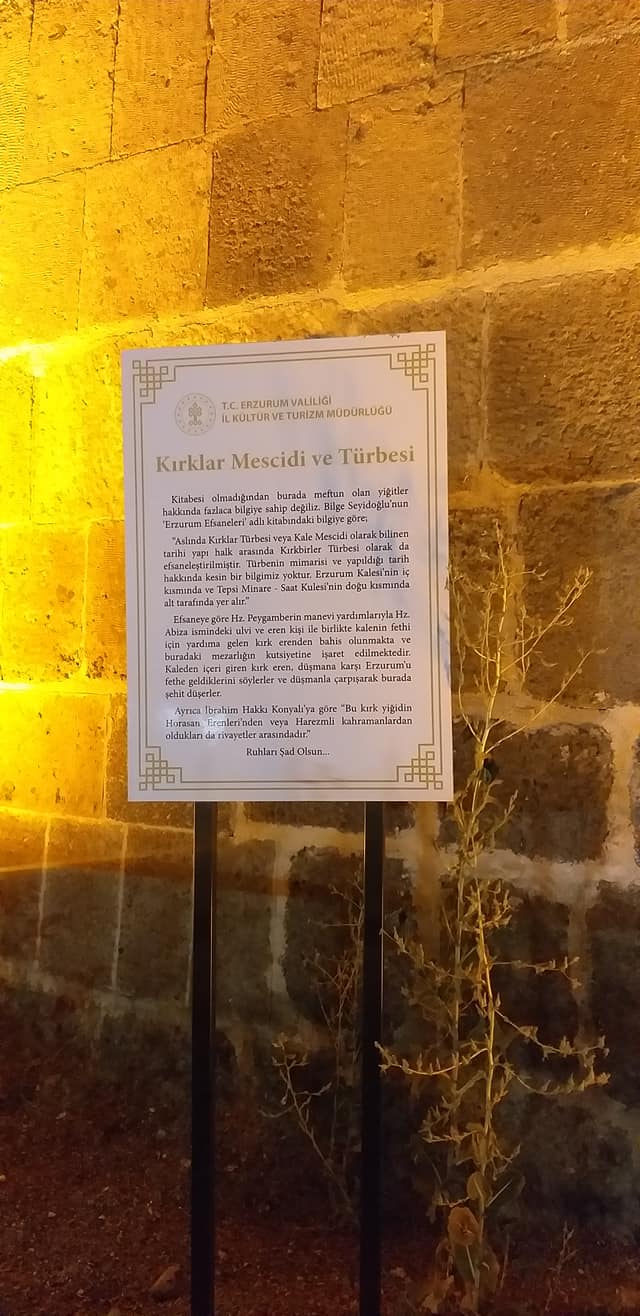 T.C. ERZURUM VALİLİĞİ
İL KÜLTÜR VE TURİZM MÜDÜRLÜĞÜ
Kırklar Mescidi ve Türbesi
Kitabesi olmadığından burada meftun olan yiğitler
hakkında fazlaca bilgiye sahip değiliz. Bilge Seyidoğlu'nun
'Erzurum Efsaneleri' adlı kitabındaki bilgiye göre;
"Aslında Kırklar Türbesi veya Kale Mescidi olarak bilinen
tarihi yapı halk arasında Kırkbirler Türbesi olarak da
efsaneleştirilmiştir. Türbenin mimarisi ve yapıldığı tarih
hakkında kesin bir bilgimiz yoktur. Erzurum Kalesi'nin iç
kısmında ve Tepsi Minare - Saat Kulesi'nin doğu kısmında
alt tarafında yer alır."
Efsaneye göre Hz. Peygamberin manevi yardımlarıyla Hz.
Abiza ismindeki ulvi ve eren kişi ile birlikte kalenin fethi
için yardıma gelen kırk erenden bahis olunmakta ve
buradaki mezarlığın kutsiyetine işaret edilmektedir.
Kaleden içeri giren kırk eren, düşmana karşı Erzurum'u
fethe geldiklerini söylerler ve düşmanla çarpışarak burada
şehit düşerler.
Ayrıca İbrahim Hakkı Konyalı'ya göre "Bu kırk yiğidin
Horasan Erenleri'nden veya Harezmli kahramanlardan
oldukları da rivayetler arasındadır."
Ruhları Şad Olsun...